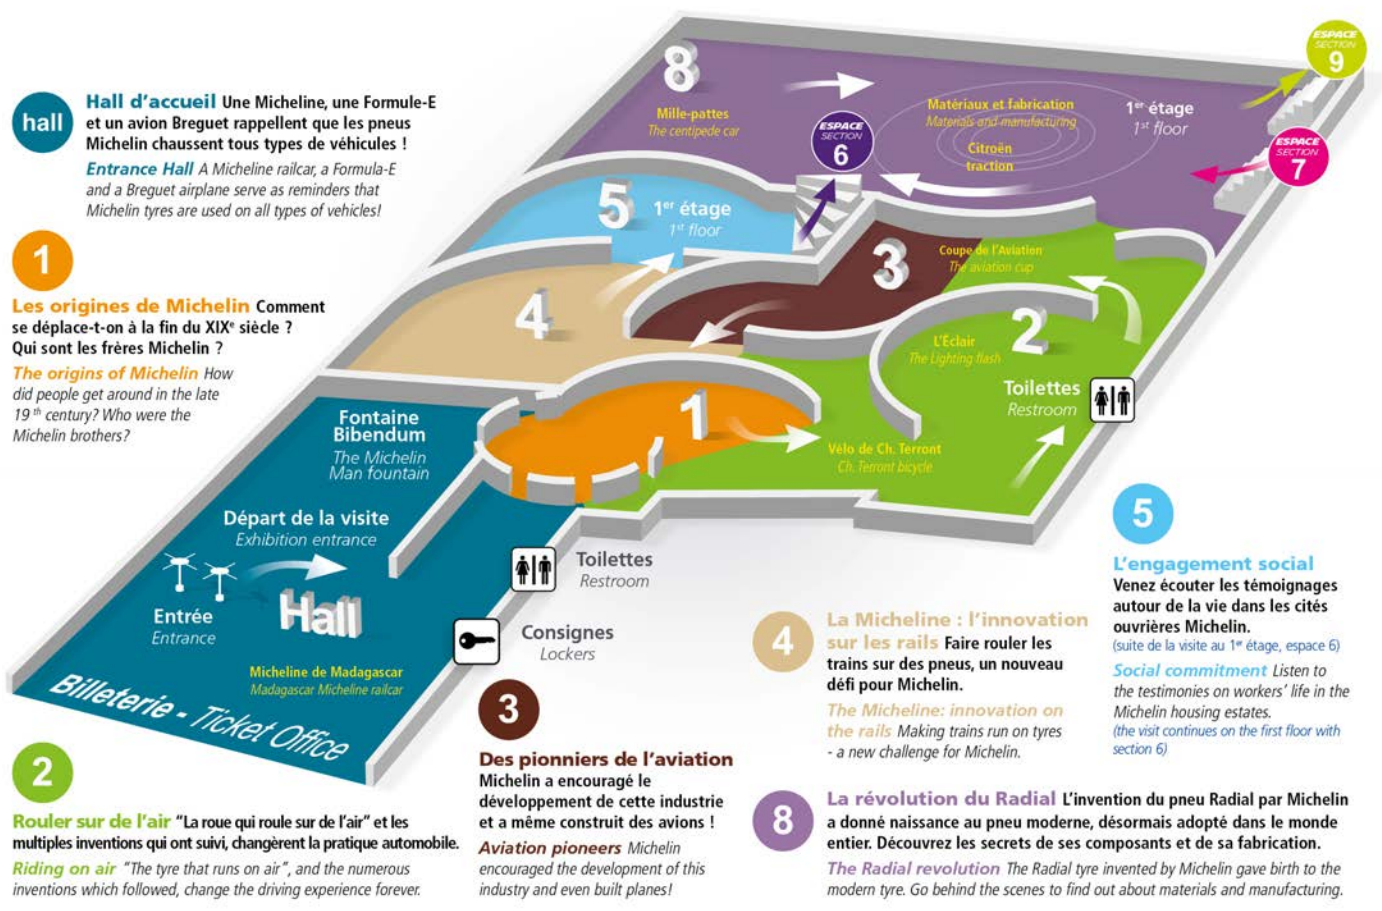 hall
Hall d'accueil Une Micheline, une Formule-E
et un avion Breguet rappellent que les pneus
Michelin chaussent tous types de véhicules !
Entrance Hall A Micheline railcar, a Formula-E
and a Breguet airplane serve as reminders that
Michelin tyres are used on all types of vehicles!
1
Les origines de Michelin Comment
se déplace-t-on à la fin du XIXe siècle ?
Qui sont les frères Michelin ?
The origins of Michelin How
did people get around in the late
19 th century? Who were the
Michelin brothers?
8
Mille-pattes
The centipede car
ESPACE
SECTION
6
Matériaux et fabrication
Materials and manufacturing
Citroën
traction
1er étage
1st floor
ESPACE
SECTION
9
ESPACE
SECTION
7
5
1er étage
1st floor
3
Coupe de l'Aviation
The aviation cup
4
2
L'Éclair
The Lighting flash
Toilettes
Restroom
1
Vélo de Ch. Terront
Ch. Terront bicycle
Fontaine
Bibendum
The Michelin
Man fountain
Départ de la visite
Exhibition entrance
Entrée
Entrance
Hall
Micheline de Madagascar
Madagascar Micheline railcar
Billeterie - Ticket Office
Toilettes
Restroom
Consignes
Lockers
2
Rouler sur de l'air "La roue qui roule sur de l'air" et les
multiples inventions qui ont suivi, changèrent la pratique automobile.
Riding on air "The tyre that runs on air", and the numerous
inventions which followed, change the driving experience forever.
3
Des pionniers de l'aviation
Michelin a encouragé le
développement de cette industrie
et a même construit des avions !
Aviation pioneers Michelin
encouraged the development of this
industry and even built planes!
4
La Micheline : l'innovation
sur les rails Faire rouler les
trains sur des pneus, un nouveau
défi pour Michelin.
The Micheline: innovation on
the rails Making trains run on tyres
- a new challenge for Michelin.
5
L'engagement social
Venez écouter les témoignages
autour de la vie dans les cités
ouvrières Michelin.
(suite de la visite au 1er étage, espace 6)
Social commitment Listen to
the testimonies on workers' life in the
Michelin housing estates.
(the visit continues on the first floor with
section 6)
8
La révolution du Radial L'invention du pneu Radial par Michelin
a donné naissance au pneu moderne, désormais adopté dans le monde
entier. Découvrez les secrets de ses composants et de sa fabrication.
The Radial revolution The Radial tyre invented by Michelin gave birth to the
modern tyre. Go behind the scenes to find out about materials and manufacturing.